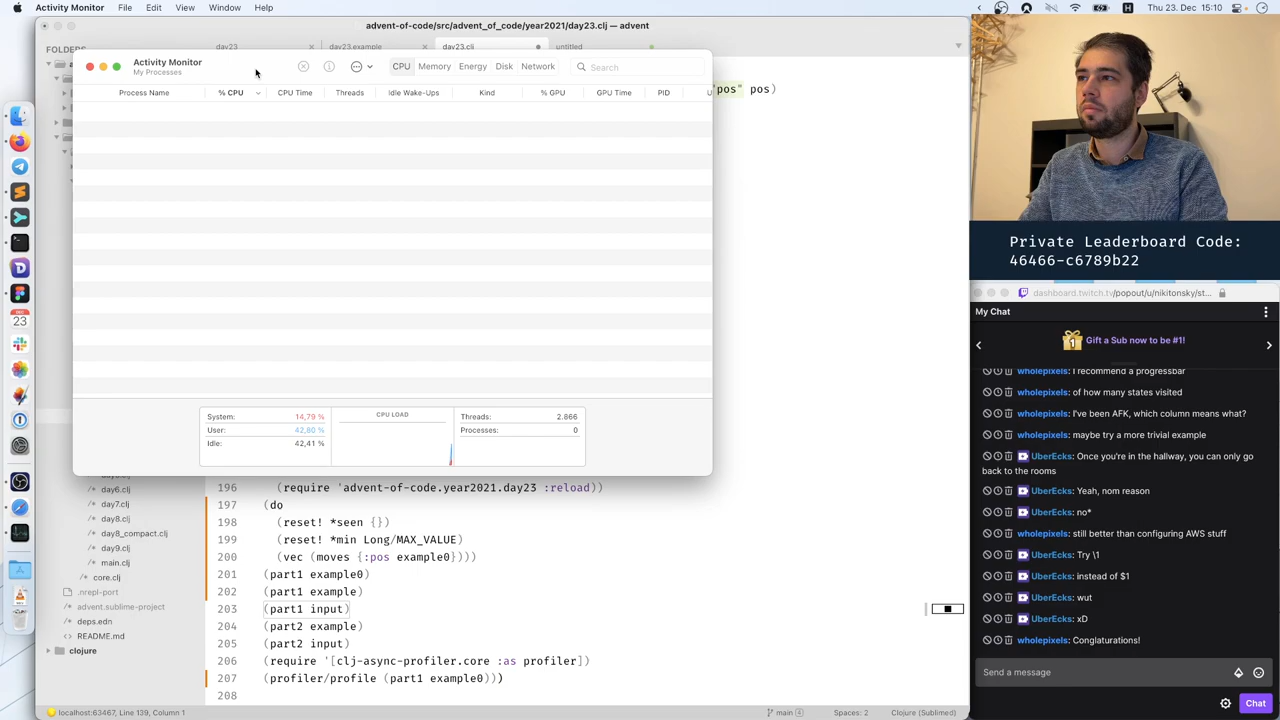 Activity Monitor File Edit View Window Help
Thu 23. Dec 15:10
advent-of-code/src/advent_of_code/year2021/day23.clj — advent
FOLDERS
day23
day23.example
day23.clj
untitled
Activity Monitor
My Processes
CPU Memory Energy Disk Network
Search
Process Name % CPU CPU Time Threads Idle Wake-Ups Kind % GPU GPU Time PID U
"pos" pos)
System: 14,79 %
User: 42,80 %
Idle: 42,41 %
CPU LOAD
Threads: 2.866
Processes: 0
day6.clj
day7.clj
day8.clj
day8_compact.clj
day9.clj
main.clj
core.clj
.nrepl-port
advent.sublime-project
deps.edn
README.md
clojure
196 (require 'advent-of-code.year2021.day23 :reload))
197 (do
198 (reset! *seen {})
199 (reset! *min Long/MAX_VALUE)
200 (vec (moves {:pos example0})))
201 (part1 example0)
202 (part1 example)
203 (part1 input)
204 (part2 example)
205 (part2 input)
206 (require '[clj-async-profiler.core :as profiler])
207 (part1 example0)))
208
localhost:63467, Line 139, Column 1
main 4
Spaces: 2
Clojure (Sublimed)
Private Leaderboard Code:
46466-c6789b22
dashboard.twitch.tv/popout/u/nikitonsky/st...
My Chat
Gift a Sub now to be #1!
wholepixels: I recommend a progressbar
wholepixels: of how many states visited
wholepixels: I've been AFK, which column means what?
wholepixels: maybe try a more trivial example
UberEcks: Once you're in the hallway, you can only go
back to the rooms
UberEcks: Yeah, nom reason
UberEcks: no*
wholepixels: still better than configuring AWS stuff
UberEcks: Try \1
UberEcks: instead of $1
UberEcks: wut
UberEcks: xD
wholepixels: Conglaturations!
Send a message
Chat